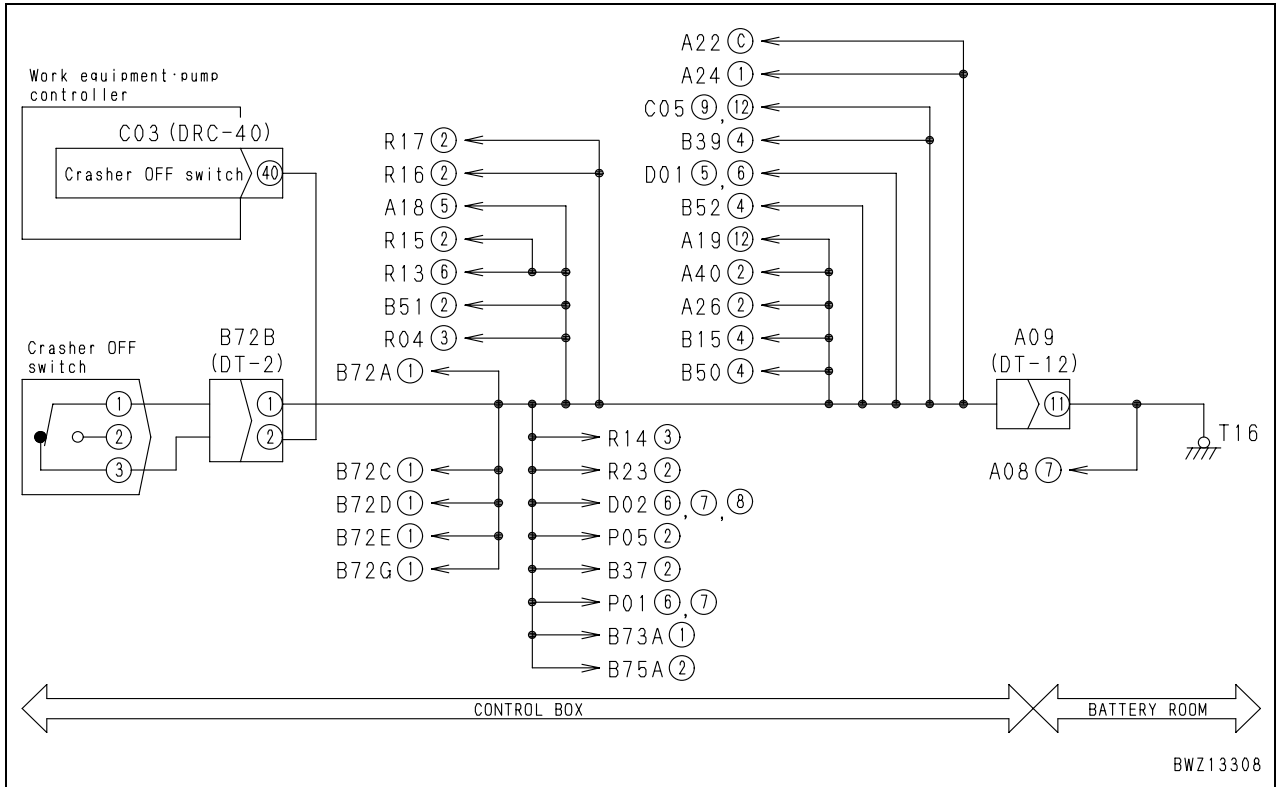 Work equipment·pump
controller
C03 (DRC-40)
Crasher OFF switch 40
Crasher OFF
switch
1
2
3
B72B
(DT-2)
1
2
R17 2
R16 2
A18 5
R15 2
R13 6
B51 2
R04 3
B72A 1
B72C 1
B72D 1
B72E 1
B72G 1
R14 3
R23 2
D02 6, 7, 8
P05 2
B37 2
P01 6, 7
B73A 1
B75A 2
A22 C
A24 1
C05 9, 12
B39 4
D01 5, 6
B52 4
A19 12
A40 2
A26 2
B15 4
B50 4
A09
(DT-12)
11
T16
A08 7
CONTROL BOX
BATTERY ROOM
BWZ13308